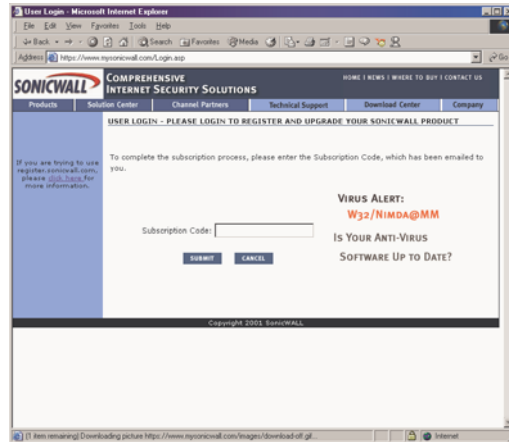 User Login - Microsoft Internet Explorer
File Edit View Favorites Tools Help
Back Search Favorites Media
Address https://www.mysonicwall.com/Login.asp Go
SONICWALL
COMPREHENSIVE
INTERNET SECURITY SOLUTIONS
HOME | NEWS | WHERE TO BUY | CONTACT US
Products Solution Center Channel Partners Technical Support Download Center Company
USER LOGIN - PLEASE LOGIN TO REGISTER AND UPGRADE YOUR SONICWALL PRODUCT
If you are trying to use
register.sonicwall.com,
please click here for
more information.
To complete the subscription process, please enter the Subscription Code, which has been emailed to
you.
VIRUS ALERT:
W32/NIMDA@MM
IS YOUR ANTI-VIRUS
SOFTWARE UP TO DATE?
Subscription Code:
SUBMIT CANCEL
Copyright 2001 SonicWALL
(1 item remaining) Downloading picture https://www.mysonicwall.com/images/download-off.gif... Internet